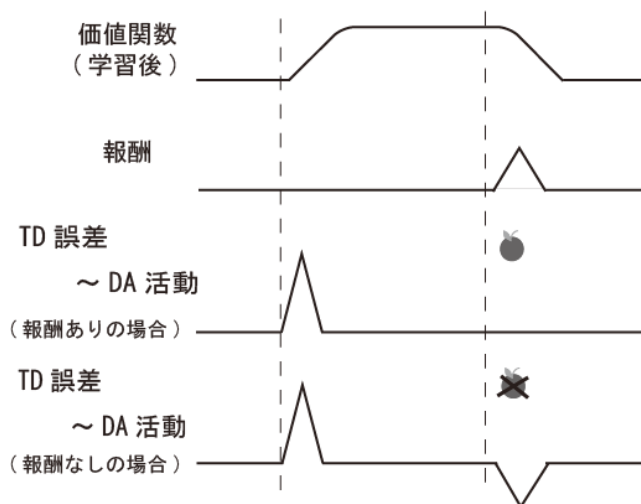 価値関数
(学習後)
報酬
TD 誤差
～ DA 活動
(報酬ありの場合)
TD 誤差
～ DA 活動
(報酬なしの場合)